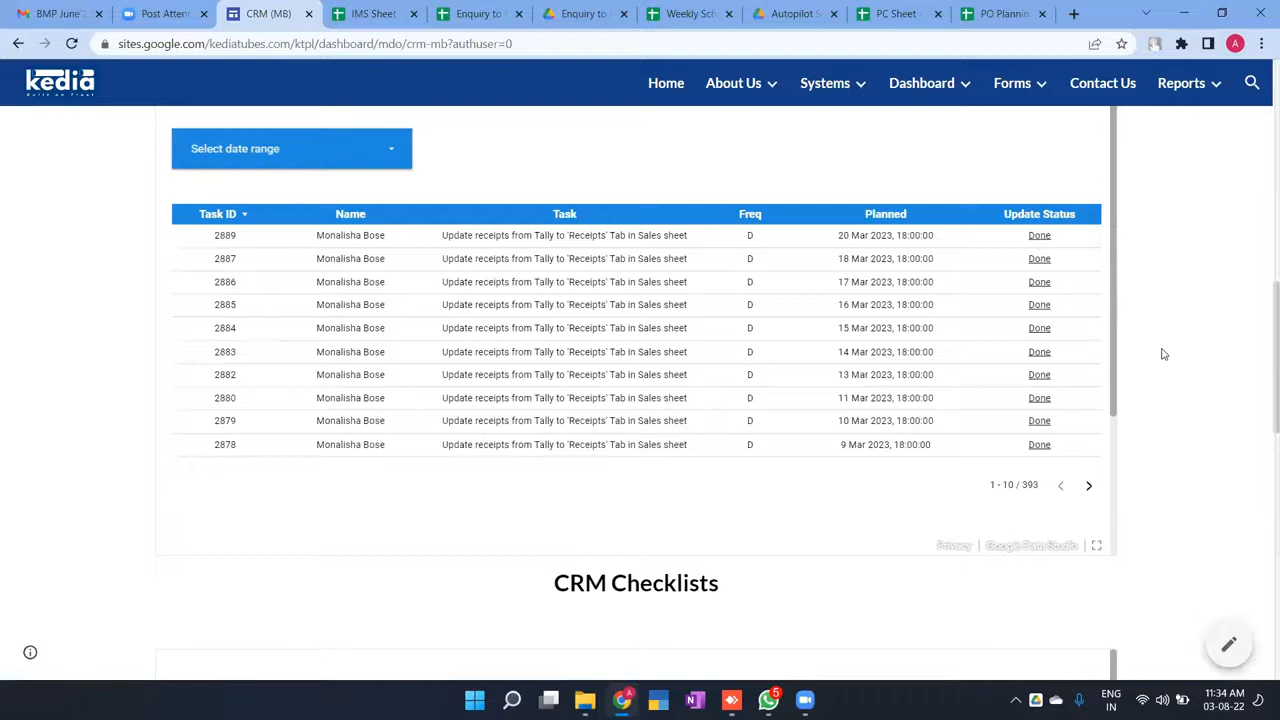 BMP June'2
Post Atten
CRM (MB)
IMS Sheet
Enquiry to
Enquiry to
Weekly Sch
Autopilot S
PC Sheet -
PO Plannin
sites.google.com/kediatubes.com/ktpl/dashboard/mdo/crm-mb?authuser=0
A
kedia
Build on Trust
Home About Us Systems Dashboard Forms Contact Us Reports
Select date range
Task ID Name Task Freq Planned Update Status
2889 Monalisha Bose Update receipts from Tally to 'Receipts' Tab in Sales sheet D 20 Mar 2023, 18:00:00 Done
2887 Monalisha Bose Update receipts from Tally to 'Receipts' Tab in Sales sheet D 18 Mar 2023, 18:00:00 Done
2886 Monalisha Bose Update receipts from Tally to 'Receipts' Tab in Sales sheet D 17 Mar 2023, 18:00:00 Done
2885 Monalisha Bose Update receipts from Tally to 'Receipts' Tab in Sales sheet D 16 Mar 2023, 18:00:00 Done
2884 Monalisha Bose Update receipts from Tally to 'Receipts' Tab in Sales sheet D 15 Mar 2023, 18:00:00 Done
2883 Monalisha Bose Update receipts from Tally to 'Receipts' Tab in Sales sheet D 14 Mar 2023, 18:00:00 Done
2882 Monalisha Bose Update receipts from Tally to 'Receipts' Tab in Sales sheet D 13 Mar 2023, 18:00:00 Done
2880 Monalisha Bose Update receipts from Tally to 'Receipts' Tab in Sales sheet D 11 Mar 2023, 18:00:00 Done
2879 Monalisha Bose Update receipts from Tally to 'Receipts' Tab in Sales sheet D 10 Mar 2023, 18:00:00 Done
2878 Monalisha Bose Update receipts from Tally to 'Receipts' Tab in Sales sheet D 9 Mar 2023, 18:00:00 Done
1 - 10 / 393
Privacy Google Data Studio
CRM Checklists
5
ENG
IN
11:34 AM
03-08-22